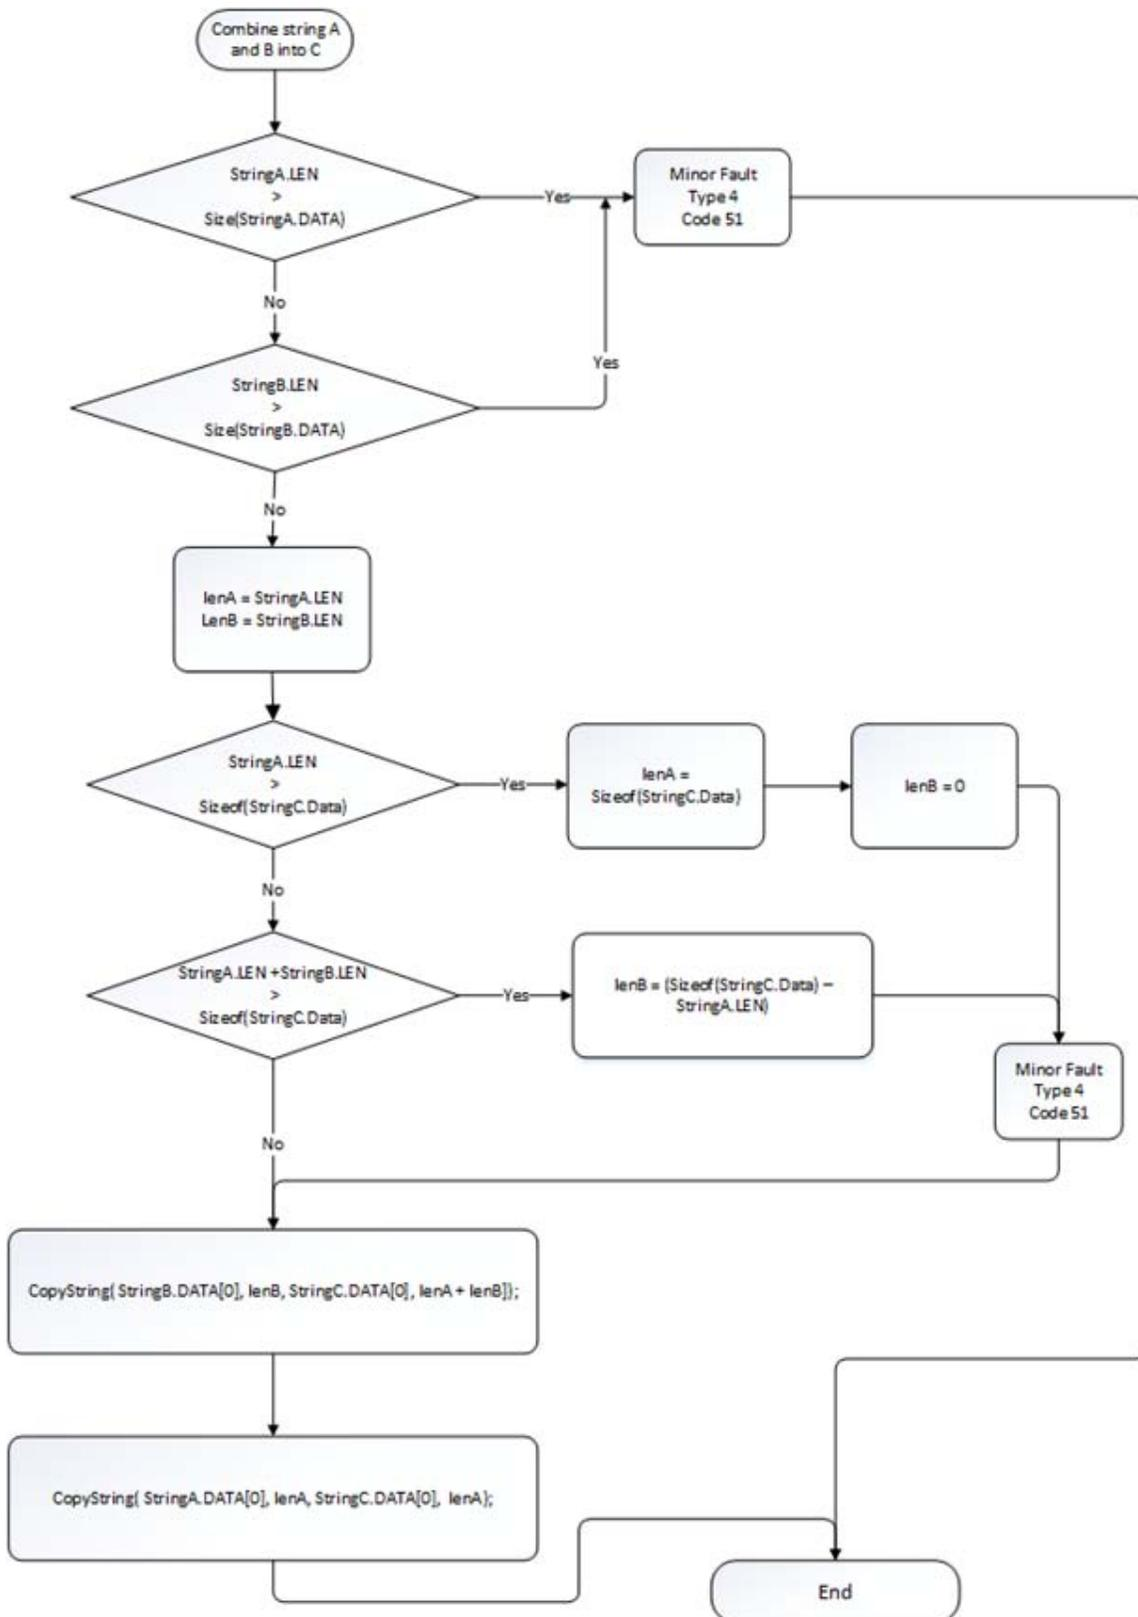 Combine string A
and B into C
StringA.LEN
>
Size(StringA.DATA)
Yes
Minor Fault
Type 4
Code 51
No
Yes
StringB.LEN
>
Size(StringB.DATA)
No
lenA = StringA.LEN
LenB = StringB.LEN
StringA.LEN
>
Sizeof(StringC.Data)
Yes
lenA =
Sizeof(StringC.Data)
lenB = 0
No
StringA.LEN +StringB.LEN
>
Sizeof(StringC.Data)
Yes
lenB = (Sizeof(StringC.Data) –
StringA.LEN)
Minor Fault
Type 4
Code 51
No
CopyString( StringB.DATA[0], lenB, StringC.DATA[0], lenA + lenB]);
CopyString( StringA.DATA[0], lenA, StringC.DATA[0], lenA);
End